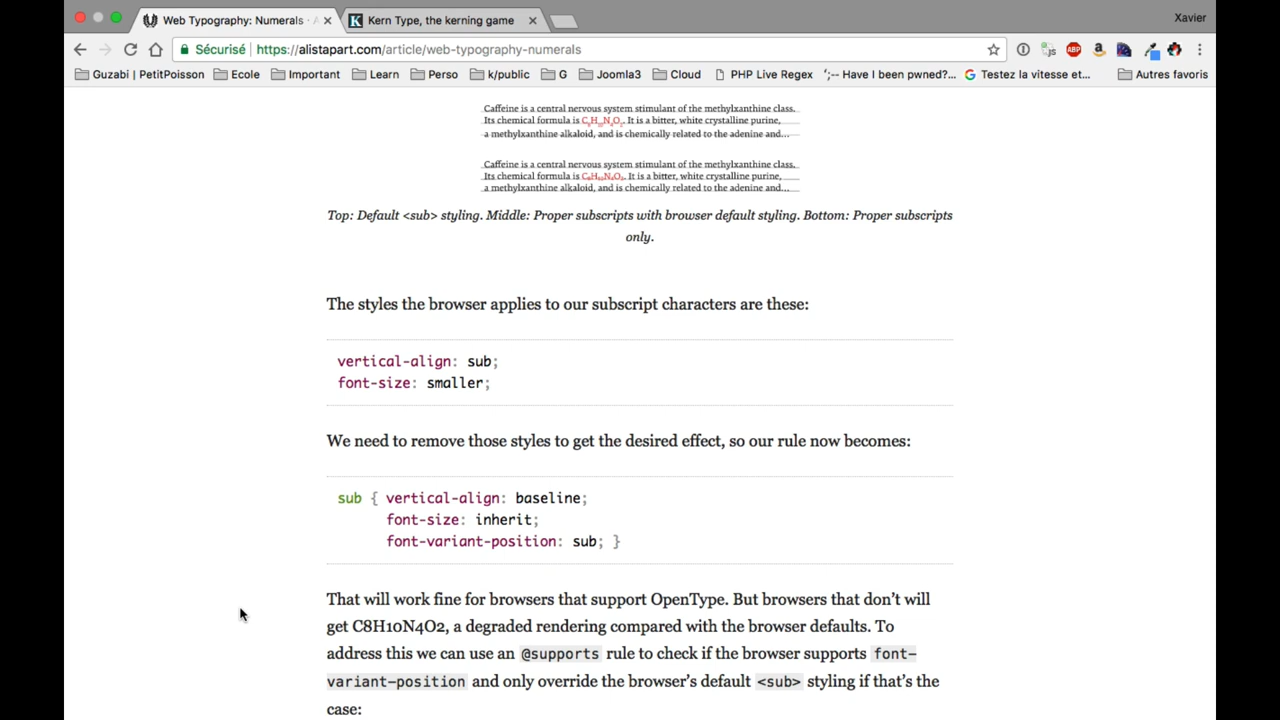 Web Typography: Numerals ·
Kern Type, the kerning game
Xavier
Sécurisé
https://alistapart.com/article/web-typography-numerals
Guzabi | PetitPoisson
Ecole
Important
Learn
Perso
k/public
G
Joomla3
Cloud
PHP Live Regex
';-- Have I been pwned?...
Testez la vitesse et...
Autres favoris
Caffeine is a central nervous system stimulant of the methylxanthine class.
Its chemical formula is C₈H₁₀N₄O₂. It is a bitter, white crystalline purine,
a methylxanthine alkaloid, and is chemically related to the adenine and...
Caffeine is a central nervous system stimulant of the methylxanthine class.
Its chemical formula is C₈H₁₀N₄O₂. It is a bitter, white crystalline purine,
a methylxanthine alkaloid, and is chemically related to the adenine and...
Top: Default <sub> styling. Middle: Proper subscripts with browser default styling. Bottom: Proper subscripts
only.
The styles the browser applies to our subscript characters are these:
vertical-align: sub;
font-size: smaller;
We need to remove those styles to get the desired effect, so our rule now becomes:
sub { vertical-align: baseline;
font-size: inherit;
font-variant-position: sub; }
That will work fine for browsers that support OpenType. But browsers that don't will
get C8H10N4O2, a degraded rendering compared with the browser defaults. To
address this we can use an @supports rule to check if the browser supports font-
variant-position and only override the browser's default <sub> styling if that's the
case: